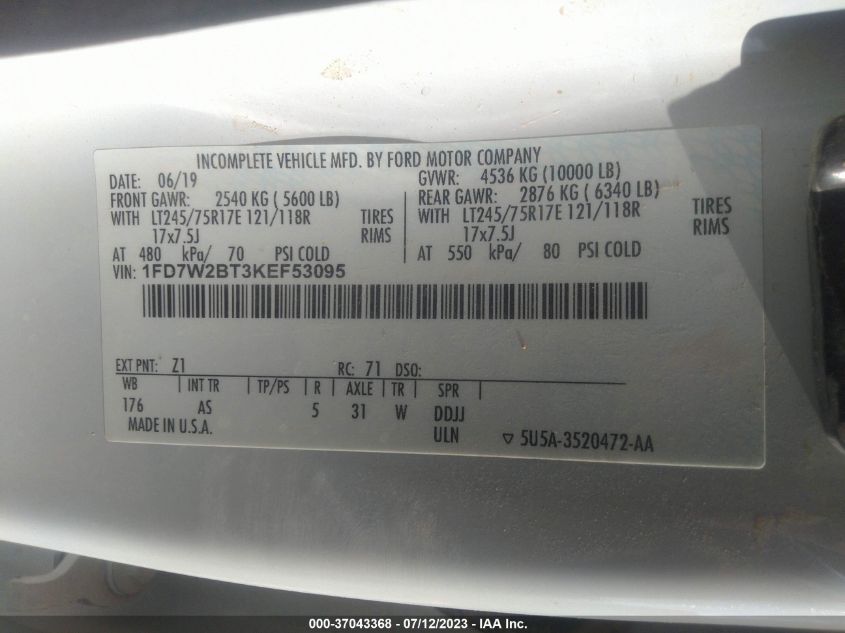 INCOMPLETE VEHICLE MFD. BY FORD MOTOR COMPANY
DATE: 06/19 GVWR: 4536 KG (10000 LB)
FRONT GAWR: 2540 KG ( 5600 LB) REAR GAWR: 2876 KG ( 6340 LB)
WITH LT245/75R17E 121/118R TIRES WITH LT245/75R17E 121/118R TIRES
17x7.5J RIMS 17x7.5J RIMS
AT 480 kPa/ 70 PSI COLD AT 550 kPa/ 80 PSI COLD
VIN: 1FD7W2BT3KEF53095
EXT PNT: Z1 RC: 71 DSO:
WB INT TR TP/PS R AXLE TR SPR
176 AS 5 31 W DDJJ
MADE IN U.S.A. ULN ▽ 5U5A-3520472-AA
000-37043368 - 07/12/2023 - IAA Inc.